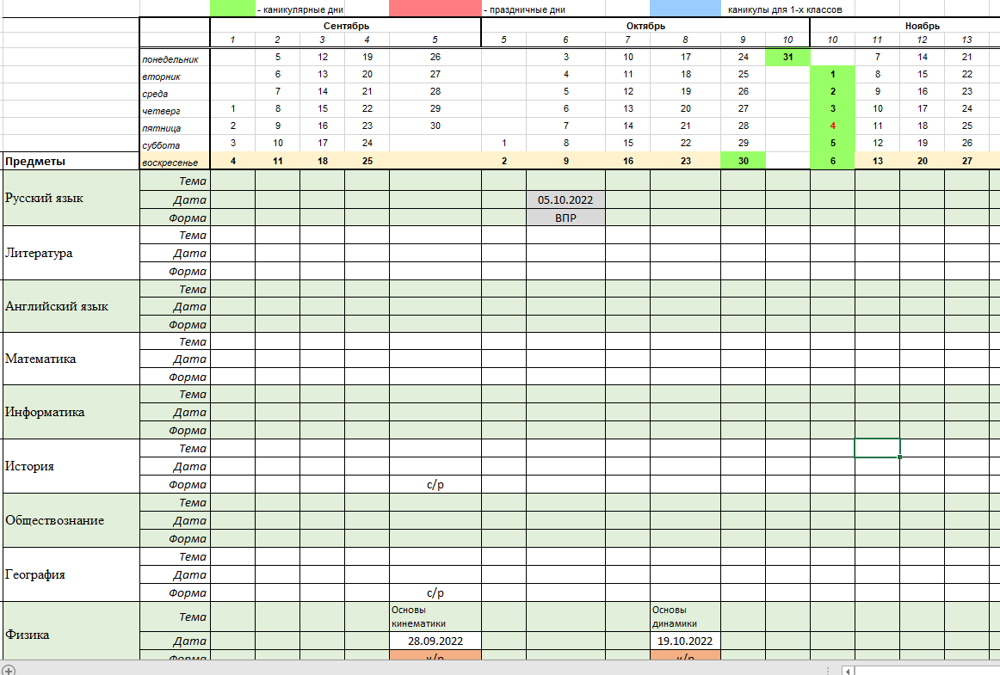 - каникулярные дни - праздничные дни каникулы для 1-х классов
Сентябрь Октябрь Ноябрь
1 2 3 4 5 5 6 7 8 9 10 10 11 12 13
понедельник 5 12 19 26 3 10 17 24 31 7 14 21
вторник 6 13 20 27 4 11 18 25 1 8 15 22
среда 7 14 21 28 5 12 19 26 2 9 16 23
четверг 1 8 15 22 29 6 13 20 27 3 10 17 24
пятница 2 9 16 23 30 7 14 21 28 4 11 18 25
суббота 3 10 17 24 1 8 15 22 29 5 12 19 26
Предметы воскресенье 4 11 18 25 2 9 16 23 30 6 13 20 27
Русский язык
Тема
Дата 05.10.2022
Форма ВПР
Литература
Тема
Дата
Форма
Английский язык
Тема
Дата
Форма
Математика
Тема
Дата
Форма
Информатика
Тема
Дата
Форма
История
Тема
Дата
Форма с/р
Обществознание
Тема
Дата
Форма
География
Тема
Дата
Форма с/р
Физика
Тема Основы кинематики Основы динамики
Дата 28.09.2022 19.10.2022
Форма к/р к/р